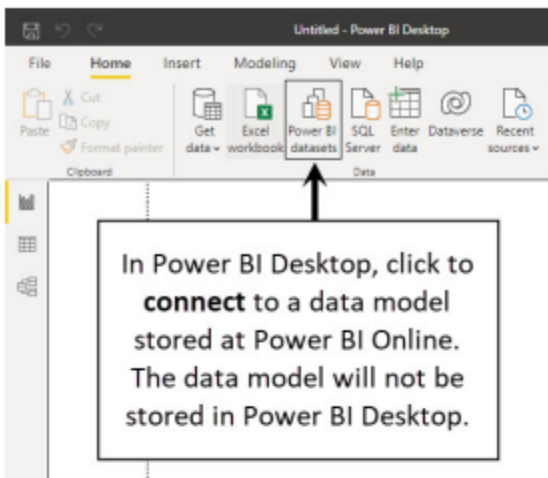 Untitled - Power BI Desktop
File Home Insert Modeling View Help
Paste
Cut
Copy
Format painter
Clipboard
Get data
Excel workbook
Power BI datasets
SQL Server
Enter data
Dataverse
Recent sources
Data
In Power BI Desktop, click to
connect to a data model
stored at Power BI Online.
The data model will not be
stored in Power BI Desktop.